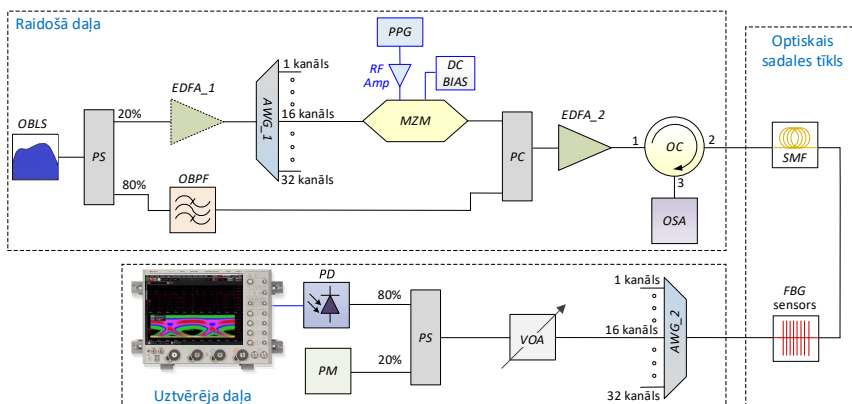 Raidošā daļa
Optiskais
sadales tīkls
PPG
RF
Amp
DC
BIAS
1 kanāls
EDFA_1
OBLS
20%
AWG_1
16 kanāls
MZM
EDFA_2
PS
PC
1
OC
2
SMF
80%
OBPF
32 kanāls
3
OSA
PD
80%
1 kanāls
FBG
sensors
PS
VOA
16 kanāls
AWG_2
PM
20%
32 kanāls
Uztvērēja daļa